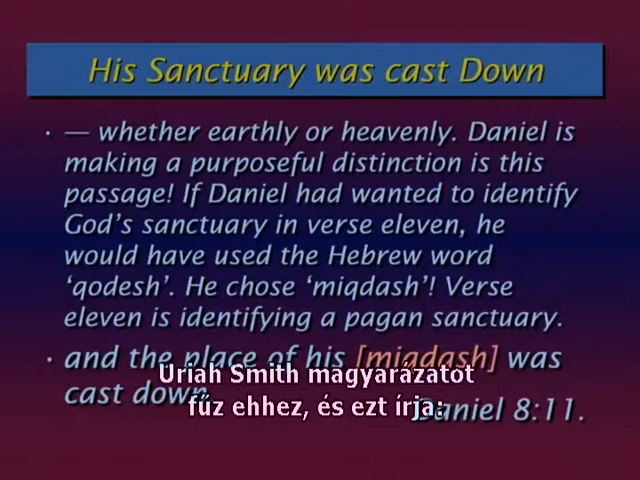 His Sanctuary was cast Down
· — whether earthly or heavenly. Daniel is
making a purposeful distinction is this
passage! If Daniel had wanted to identify
God's sanctuary in verse eleven, he
would have used the Hebrew word
'qodesh'. He chose 'miqdash'! Verse
eleven is identifying a pagan sanctuary.
· and the place of his [miqdash] was
cast down.
Daniel 8:11.
Uriah Smith magyarázatot
fűz ehhez, és ezt írja: